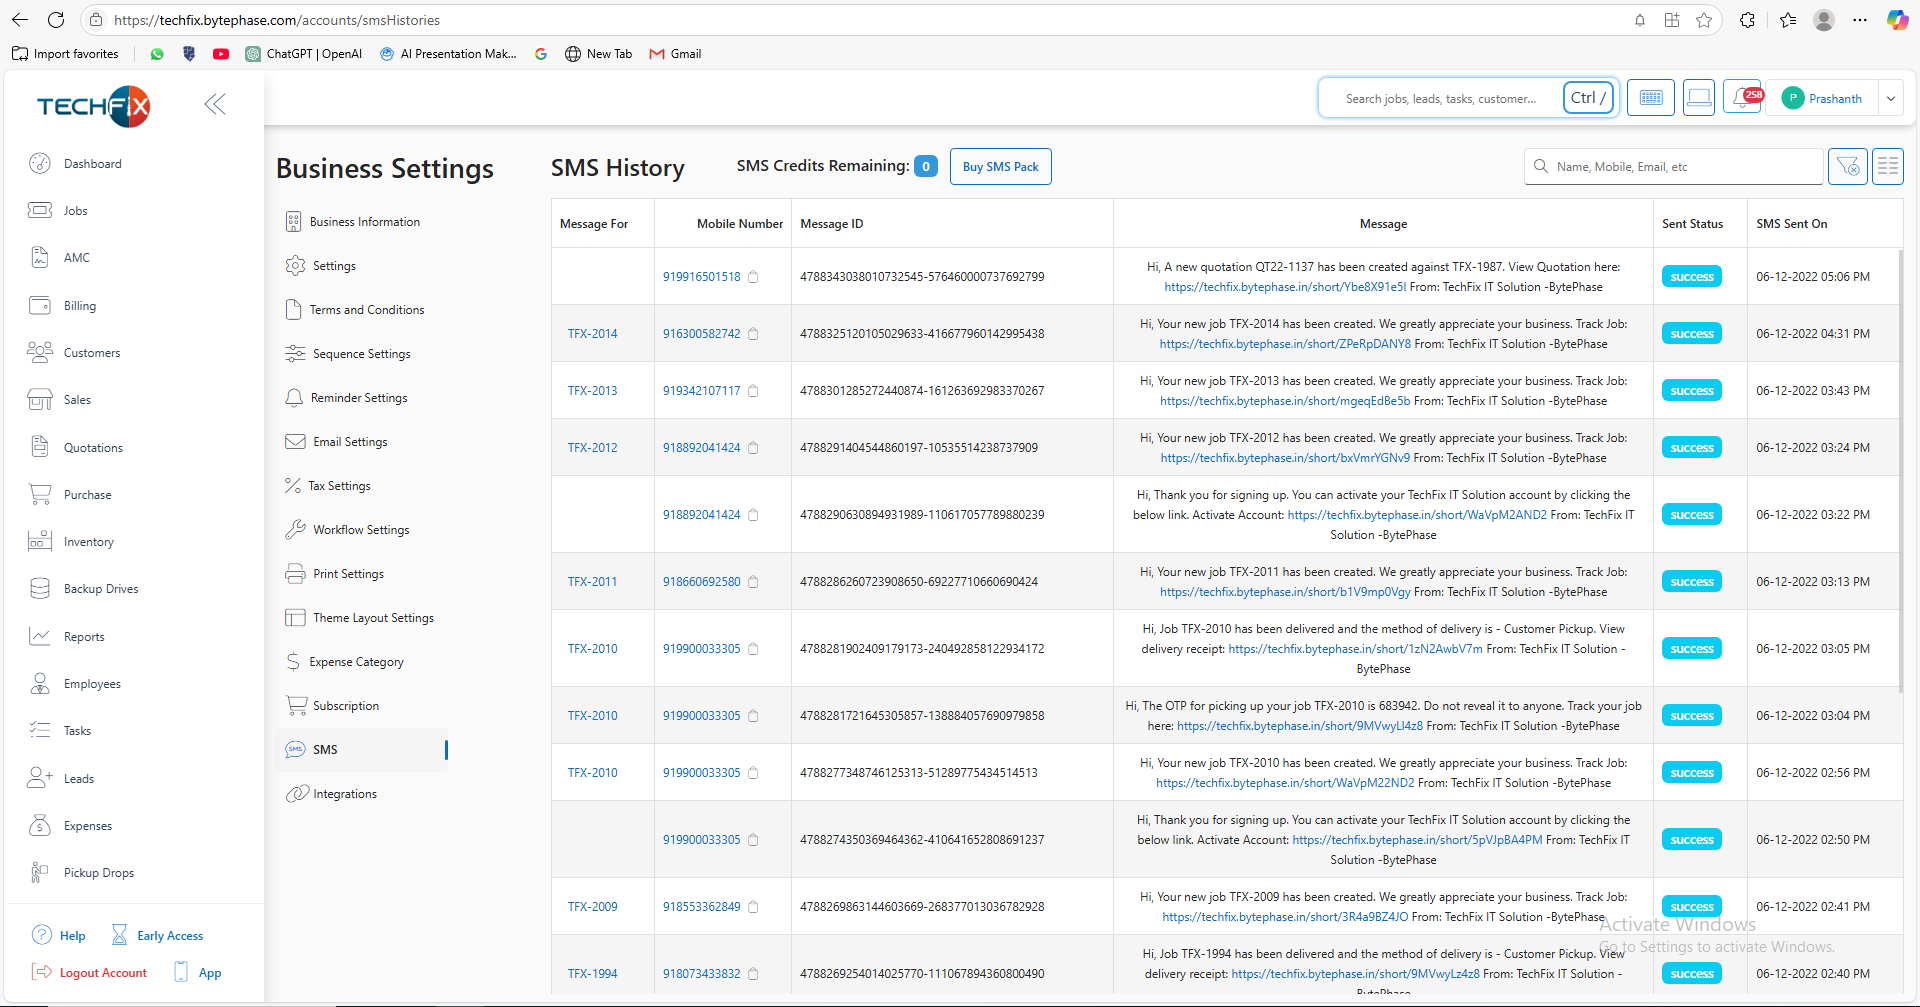 https://techfix.bytephase.com/accounts/smsHistories
Import favorites
ChatGPT | OpenAI
AI Presentation Mak...
New Tab
Gmail
TECHFIX
Search jobs, leads, tasks, customer...
Ctrl /
258
P
Prashanth
Dashboard
Jobs
AMC
Billing
Customers
Sales
Quotations
Purchase
Inventory
Backup Drives
Reports
Employees
Tasks
Leads
Expenses
Pickup Drops
Help
Early Access
Logout Account
App
Business Settings
Business Information
Settings
Terms and Conditions
Sequence Settings
Reminder Settings
Email Settings
Tax Settings
Workflow Settings
Print Settings
Theme Layout Settings
Expense Category
Subscription
SMS
SMS
Integrations
SMS History
SMS Credits Remaining: 0
Buy SMS Pack
Name, Mobile, Email, etc
Message For Mobile Number Message ID Message Sent Status SMS Sent On
919916501518 4788343038010732545-576460000737692799 success 06-12-2022 05:06 PM
Hi, A new quotation QT22-1137 has been created against TFX-1987. View Quotation here:
https://techfix.bytephase.in/short/Ybe8X91e5l From: TechFix IT Solution -BytePhase
TFX-2014 916300582742 4788325120105029633-416677960142995438 success 06-12-2022 04:31 PM
Hi, Your new job TFX-2014 has been created. We greatly appreciate your business. Track Job:
https://techfix.bytephase.in/short/ZPeRpDANY8 From: TechFix IT Solution -BytePhase
TFX-2013 919342107117 4788301285272440874-161263692983370267 success 06-12-2022 03:43 PM
Hi, Your new job TFX-2013 has been created. We greatly appreciate your business. Track Job:
https://techfix.bytephase.in/short/mgeqEdBe5b From: TechFix IT Solution -BytePhase
TFX-2012 918892041424 4788291404544860197-10535514238737909 success 06-12-2022 03:24 PM
Hi, Your new job TFX-2012 has been created. We greatly appreciate your business. Track Job:
https://techfix.bytephase.in/short/bxVmrYGNv9 From: TechFix IT Solution -BytePhase
918892041424 4788290630894931989-110617057789880239 success 06-12-2022 03:22 PM
Hi, Thank you for signing up. You can activate your TechFix IT Solution account by clicking the
below link. Activate Account: https://techfix.bytephase.in/short/WaVpM2AND2 From: TechFix IT
Solution -BytePhase
TFX-2011 918660692580 4788286260723908650-69227710660690424 success 06-12-2022 03:13 PM
Hi, Your new job TFX-2011 has been created. We greatly appreciate your business. Track Job:
https://techfix.bytephase.in/short/b1V9mp0Vgy From: TechFix IT Solution -BytePhase
TFX-2010 919900033305 4788281902409179173-240492858122934172 success 06-12-2022 03:05 PM
Hi, Job TFX-2010 has been delivered and the method of delivery is - Customer Pickup. View
delivery receipt: https://techfix.bytephase.in/short/1zN2AwbV7m From: TechFix IT Solution -
BytePhase
TFX-2010 919900033305 4788281721645305857-138884057690979858 success 06-12-2022 03:04 PM
Hi, The OTP for picking up your job TFX-2010 is 683942. Do not reveal it to anyone. Track your job
here: https://techfix.bytephase.in/short/9MVwyLl4z8 From: TechFix IT Solution -BytePhase
TFX-2010 919900033305 4788277348746125313-51289775434514513 success 06-12-2022 02:56 PM
Hi, Your new job TFX-2010 has been created. We greatly appreciate your business. Track Job:
https://techfix.bytephase.in/short/WaVpM22ND2 From: TechFix IT Solution -BytePhase
919900033305 4788274350369464362-410641652808691237 success 06-12-2022 02:50 PM
Hi, Thank you for signing up. You can activate your TechFix IT Solution account by clicking the
below link. Activate Account: https://techfix.bytephase.in/short/5pVJpBA4PM From: TechFix IT
Solution -BytePhase
TFX-2009 918553362849 4788269863144603669-268377013036782928 success 06-12-2022 02:41 PM
Hi, Your new job TFX-2009 has been created. We greatly appreciate your business. Track Job:
https://techfix.bytephase.in/short/3R4a9BZ4JO From: TechFix IT Solution -BytePhase
TFX-1994 918073433832 4788269254014025770-111067894360800490 success 06-12-2022 02:40 PM
Hi, Job TFX-1994 has been delivered and the method of delivery is - Customer Pickup. View
delivery receipt: https://techfix.bytephase.in/short/9MVwyLz4z8 From: TechFix IT Solution -
BytePhase
Activate Windows
Go to Settings to activate Windows.